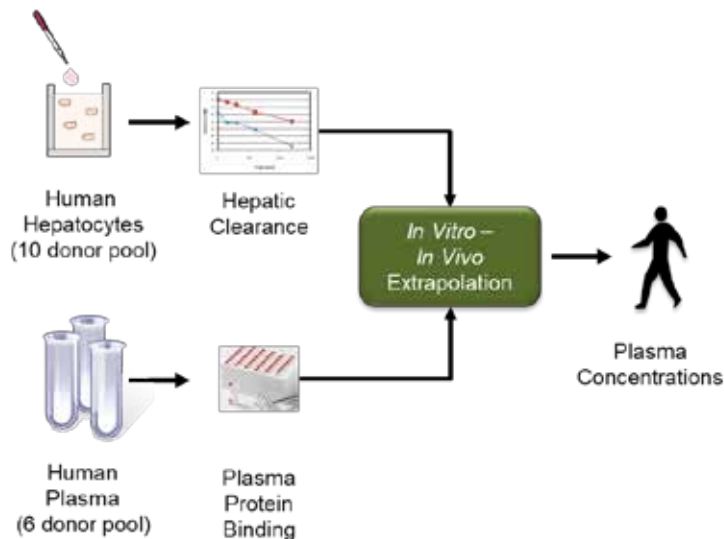 Human
Hepatocytes
(10 donor pool)
Hepatic
Clearance
In Vitro –
In Vivo
Extrapolation
Plasma
Concentrations
Human
Plasma
(6 donor pool)
Plasma
Protein
Binding